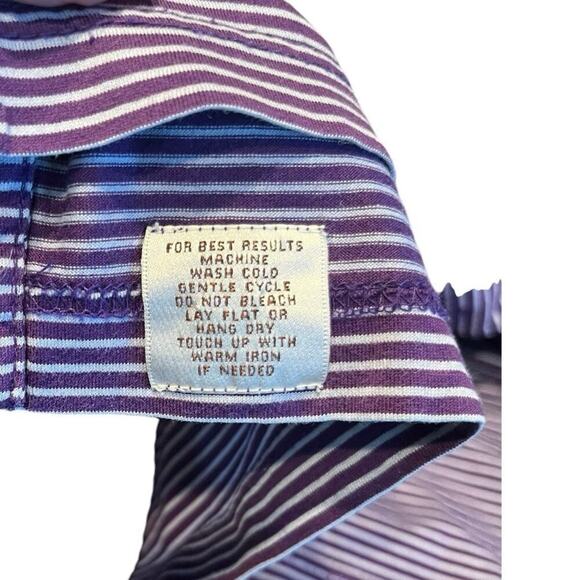 FOR BEST RESULTS
MACHINE
WASH COLD
GENTLE CYCLE
DO NOT BLEACH
LAY FLAT OR
HANG DRY
TOUCH UP WITH
WARM IRON
IF NEEDED